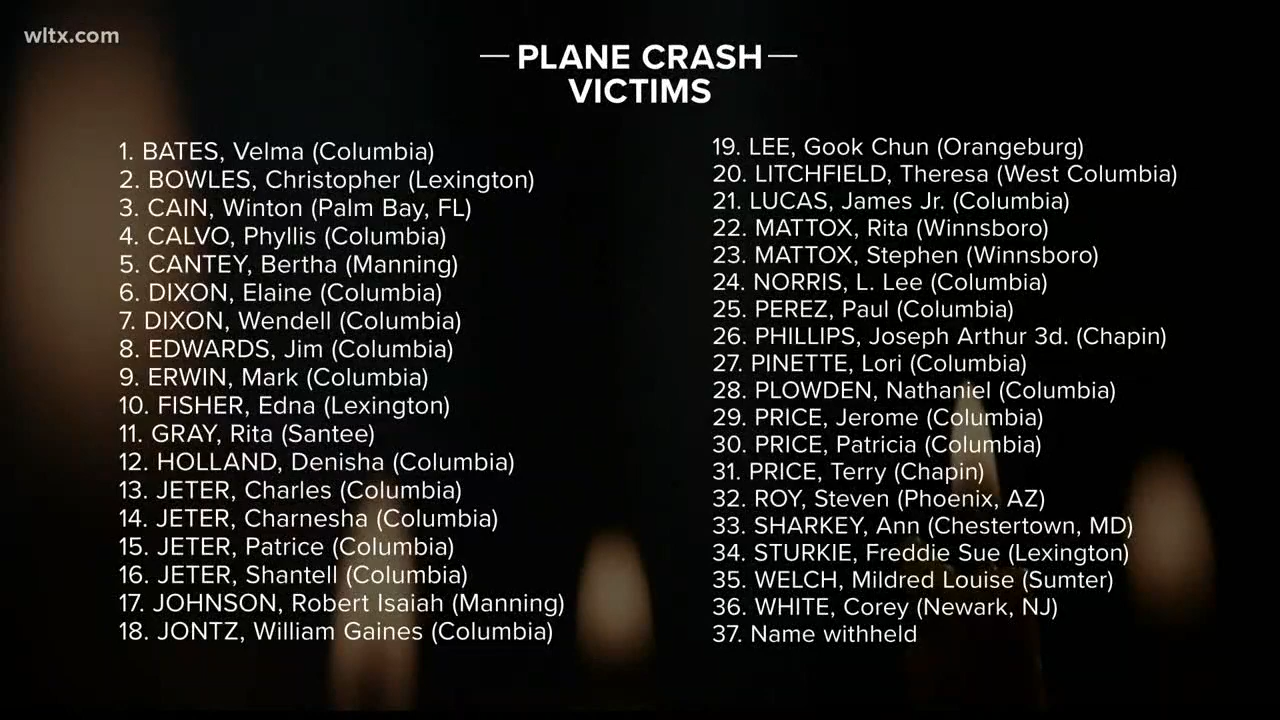 wltx.com
PLANE CRASH
VICTIMS
1. BATES, Velma (Columbia)
2. BOWLES, Christopher (Lexington)
3. CAIN, Winton (Palm Bay, FL)
4. CALVO, Phyllis (Columbia)
5. CANTEY, Bertha (Manning)
6. DIXON, Elaine (Columbia)
7. DIXON, Wendell (Columbia)
8. EDWARDS, Jim (Columbia)
9. ERWIN, Mark (Columbia)
10. FISHER, Edna (Lexington)
11. GRAY, Rita (Santee)
12. HOLLAND, Denisha (Columbia)
13. JETER, Charles (Columbia)
14. JETER, Charnesha (Columbia)
15. JETER, Patrice (Columbia)
16. JETER, Shantell (Columbia)
17. JOHNSON, Robert Isaiah (Manning)
18. JONTZ, William Gaines (Columbia)
19. LEE, Gook Chun (Orangeburg)
20. LITCHFIELD, Theresa (West Columbia)
21. LUCAS, James Jr. (Columbia)
22. MATTOX, Rita (Winnsboro)
23. MATTOX, Stephen (Winnsboro)
24. NORRIS, L. Lee (Columbia)
25. PEREZ, Paul (Columbia)
26. PHILLIPS, Joseph Arthur 3d. (Chapin)
27. PINETTE, Lori (Columbia)
28. PLOWDEN, Nathaniel (Columbia)
29. PRICE, Jerome (Columbia)
30. PRICE, Patricia (Columbia)
31. PRICE, Terry (Chapin)
32. ROY, Steven (Phoenix, AZ)
33. SHARKEY, Ann (Chestertown, MD)
34. STURKIE, Freddie Sue (Lexington)
35. WELCH, Mildred Louise (Sumter)
36. WHITE, Corey (Newark, NJ)
37. Name withheld